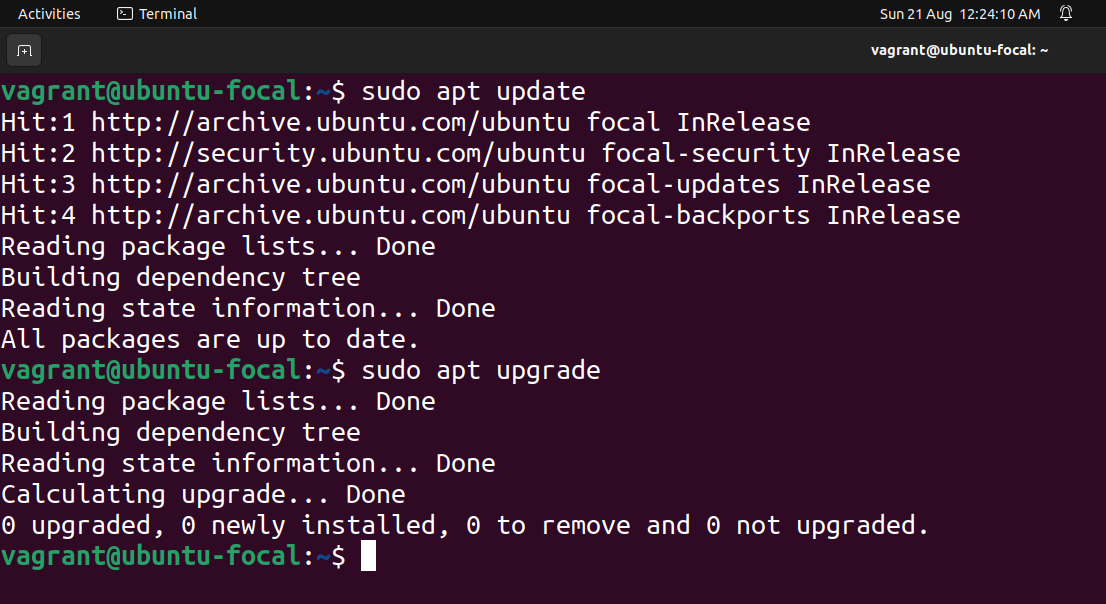 Activities Terminal Sun 21 Aug 12:24:10 AM
vagrant@ubuntu-focal: ~
vagrant@ubuntu-focal:~$ sudo apt update
Hit:1 http://archive.ubuntu.com/ubuntu focal InRelease
Hit:2 http://security.ubuntu.com/ubuntu focal-security InRelease
Hit:3 http://archive.ubuntu.com/ubuntu focal-updates InRelease
Hit:4 http://archive.ubuntu.com/ubuntu focal-backports InRelease
Reading package lists... Done
Building dependency tree
Reading state information... Done
All packages are up to date.
vagrant@ubuntu-focal:~$ sudo apt upgrade
Reading package lists... Done
Building dependency tree
Reading state information... Done
Calculating upgrade... Done
0 upgraded, 0 newly installed, 0 to remove and 0 not upgraded.
vagrant@ubuntu-focal:~$